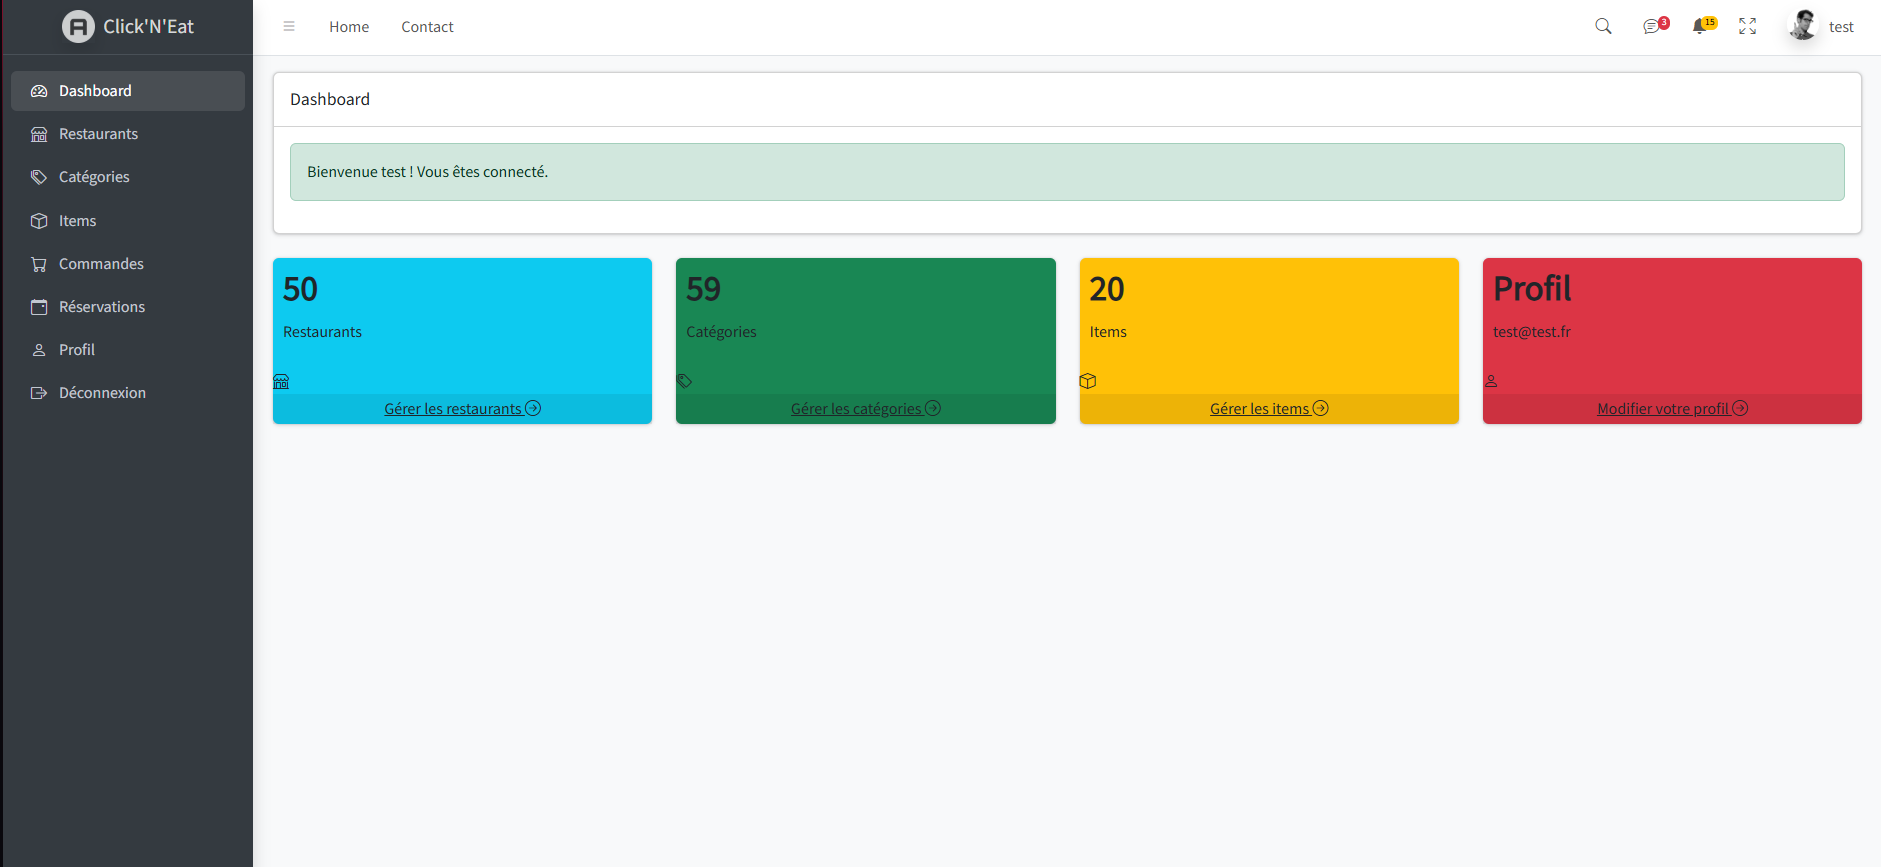 Click'N'Eat
Home
Contact
3
15
test
Dashboard
Restaurants
Catégories
Items
Commandes
Réservations
Profil
Déconnexion
Dashboard
Bienvenue test ! Vous êtes connecté.
50
Restaurants
Gérer les restaurants
59
Catégories
Gérer les catégories
20
Items
Gérer les items
Profil
test@test.fr
Modifier votre profil